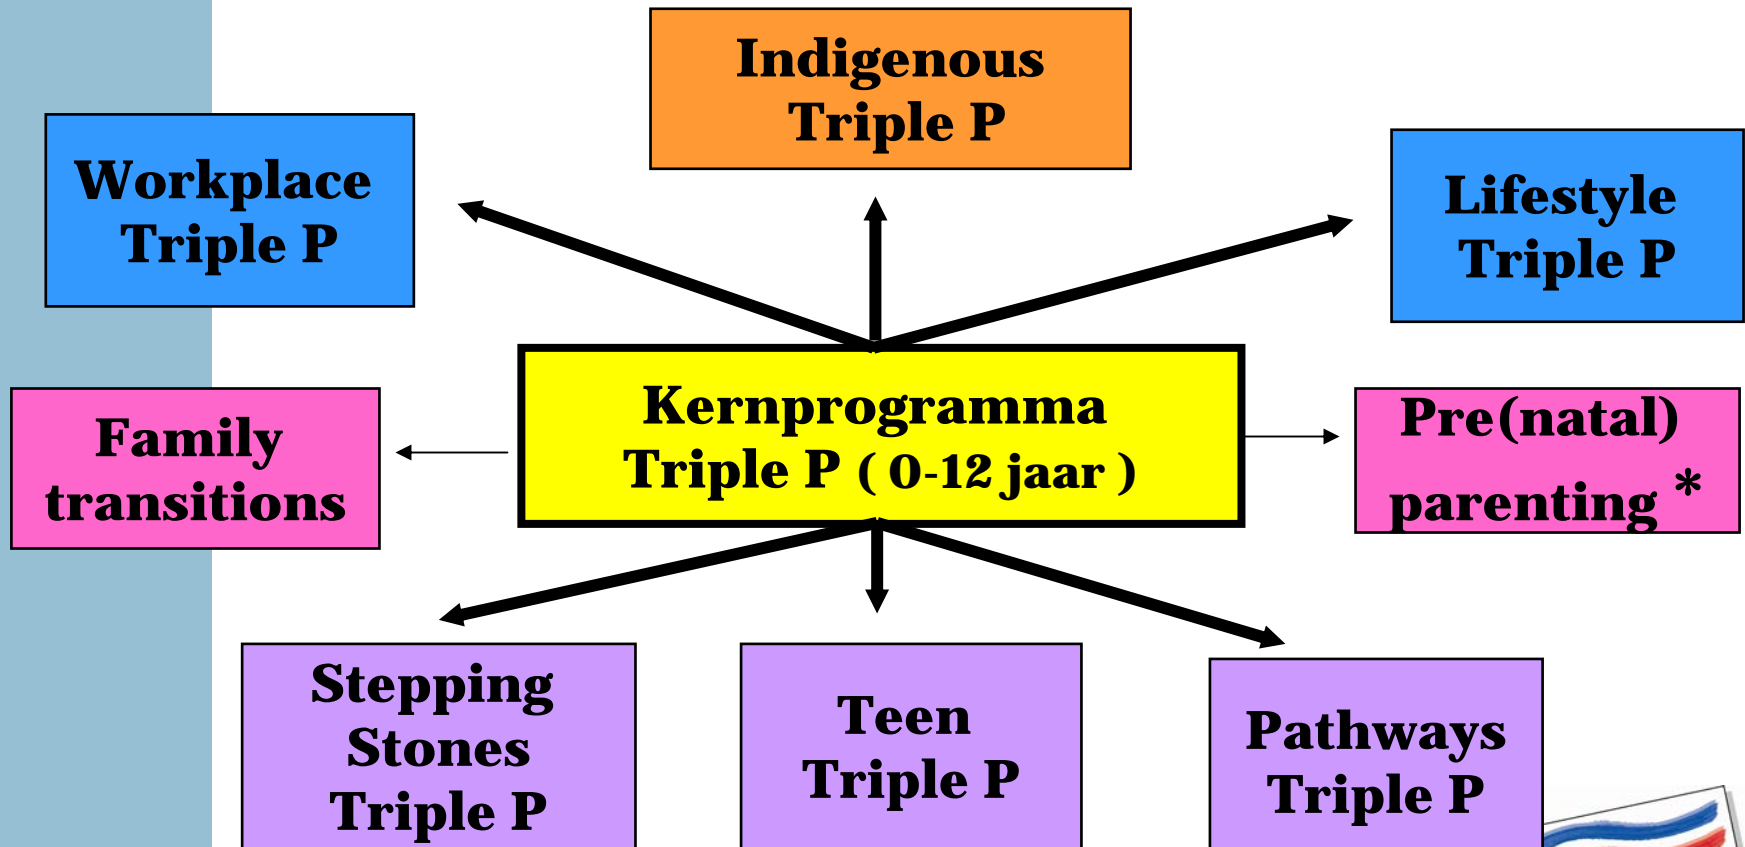 Indigenous
Triple P
Workplace
Triple P
Lifestyle
Triple P
Family
transitions
Kernprogramma
Triple P ( 0-12 jaar )
Pre(natal)
parenting *
Stepping
Stones
Triple P
Teen
Triple P
Pathways
Triple P